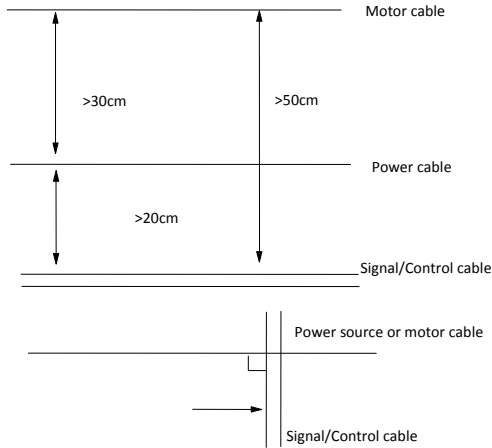 Motor cable
>30cm
>50cm
Power cable
>20cm
Signal/Control cable
Power source or motor cable
Signal/Control cable